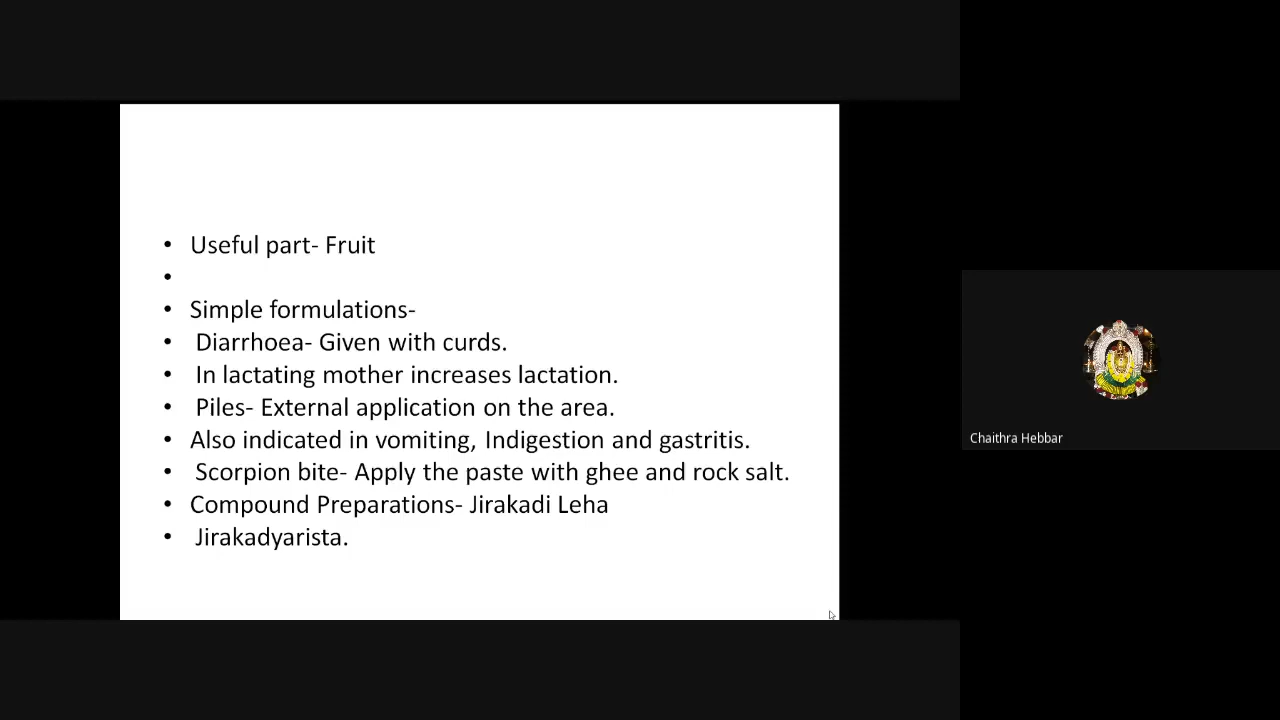 • Useful part- Fruit
•
• Simple formulations-
• Diarrhoea- Given with curds.
• In lactating mother increases lactation.
• Piles- External application on the area.
• Also indicated in vomiting, Indigestion and gastritis.
• Scorpion bite- Apply the paste with ghee and rock salt.
• Compound Preparations- Jirakadi Leha
• Jirakadyarista.
Chaithra Hebbar